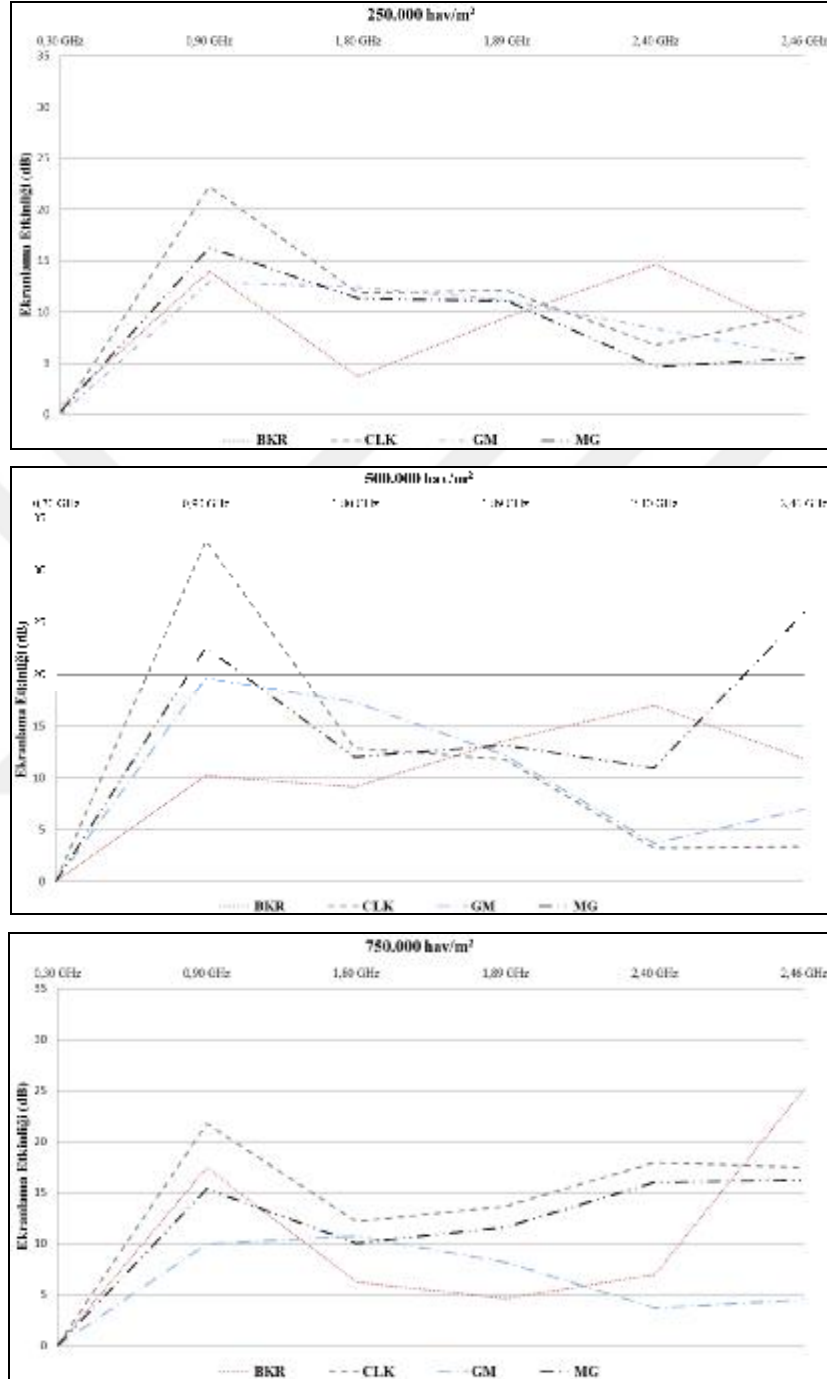 250.000 hav/m²
0,30 GHz 0,90 GHz 1,80 GHz 1,89 GHz 2,40 GHz 2,46 GHz
35
30
25
20
15
10
5
0
Ekranlama Etkinliği (dB)
BKR CLK GM MG
500.000 hav/m²
35
30
25
20
15
10
5
0
Ekranlama Etkinliği (dB)
BKR CLK GM MG
750.000 hav/m²
0,30 GHz 0,90 GHz 1,80 GHz 1,89 GHz 2,40 GHz 2,46 GHz
35
30
25
20
15
10
5
0
Ekranlama Etkinliği (dB)
BKR CLK GM MG